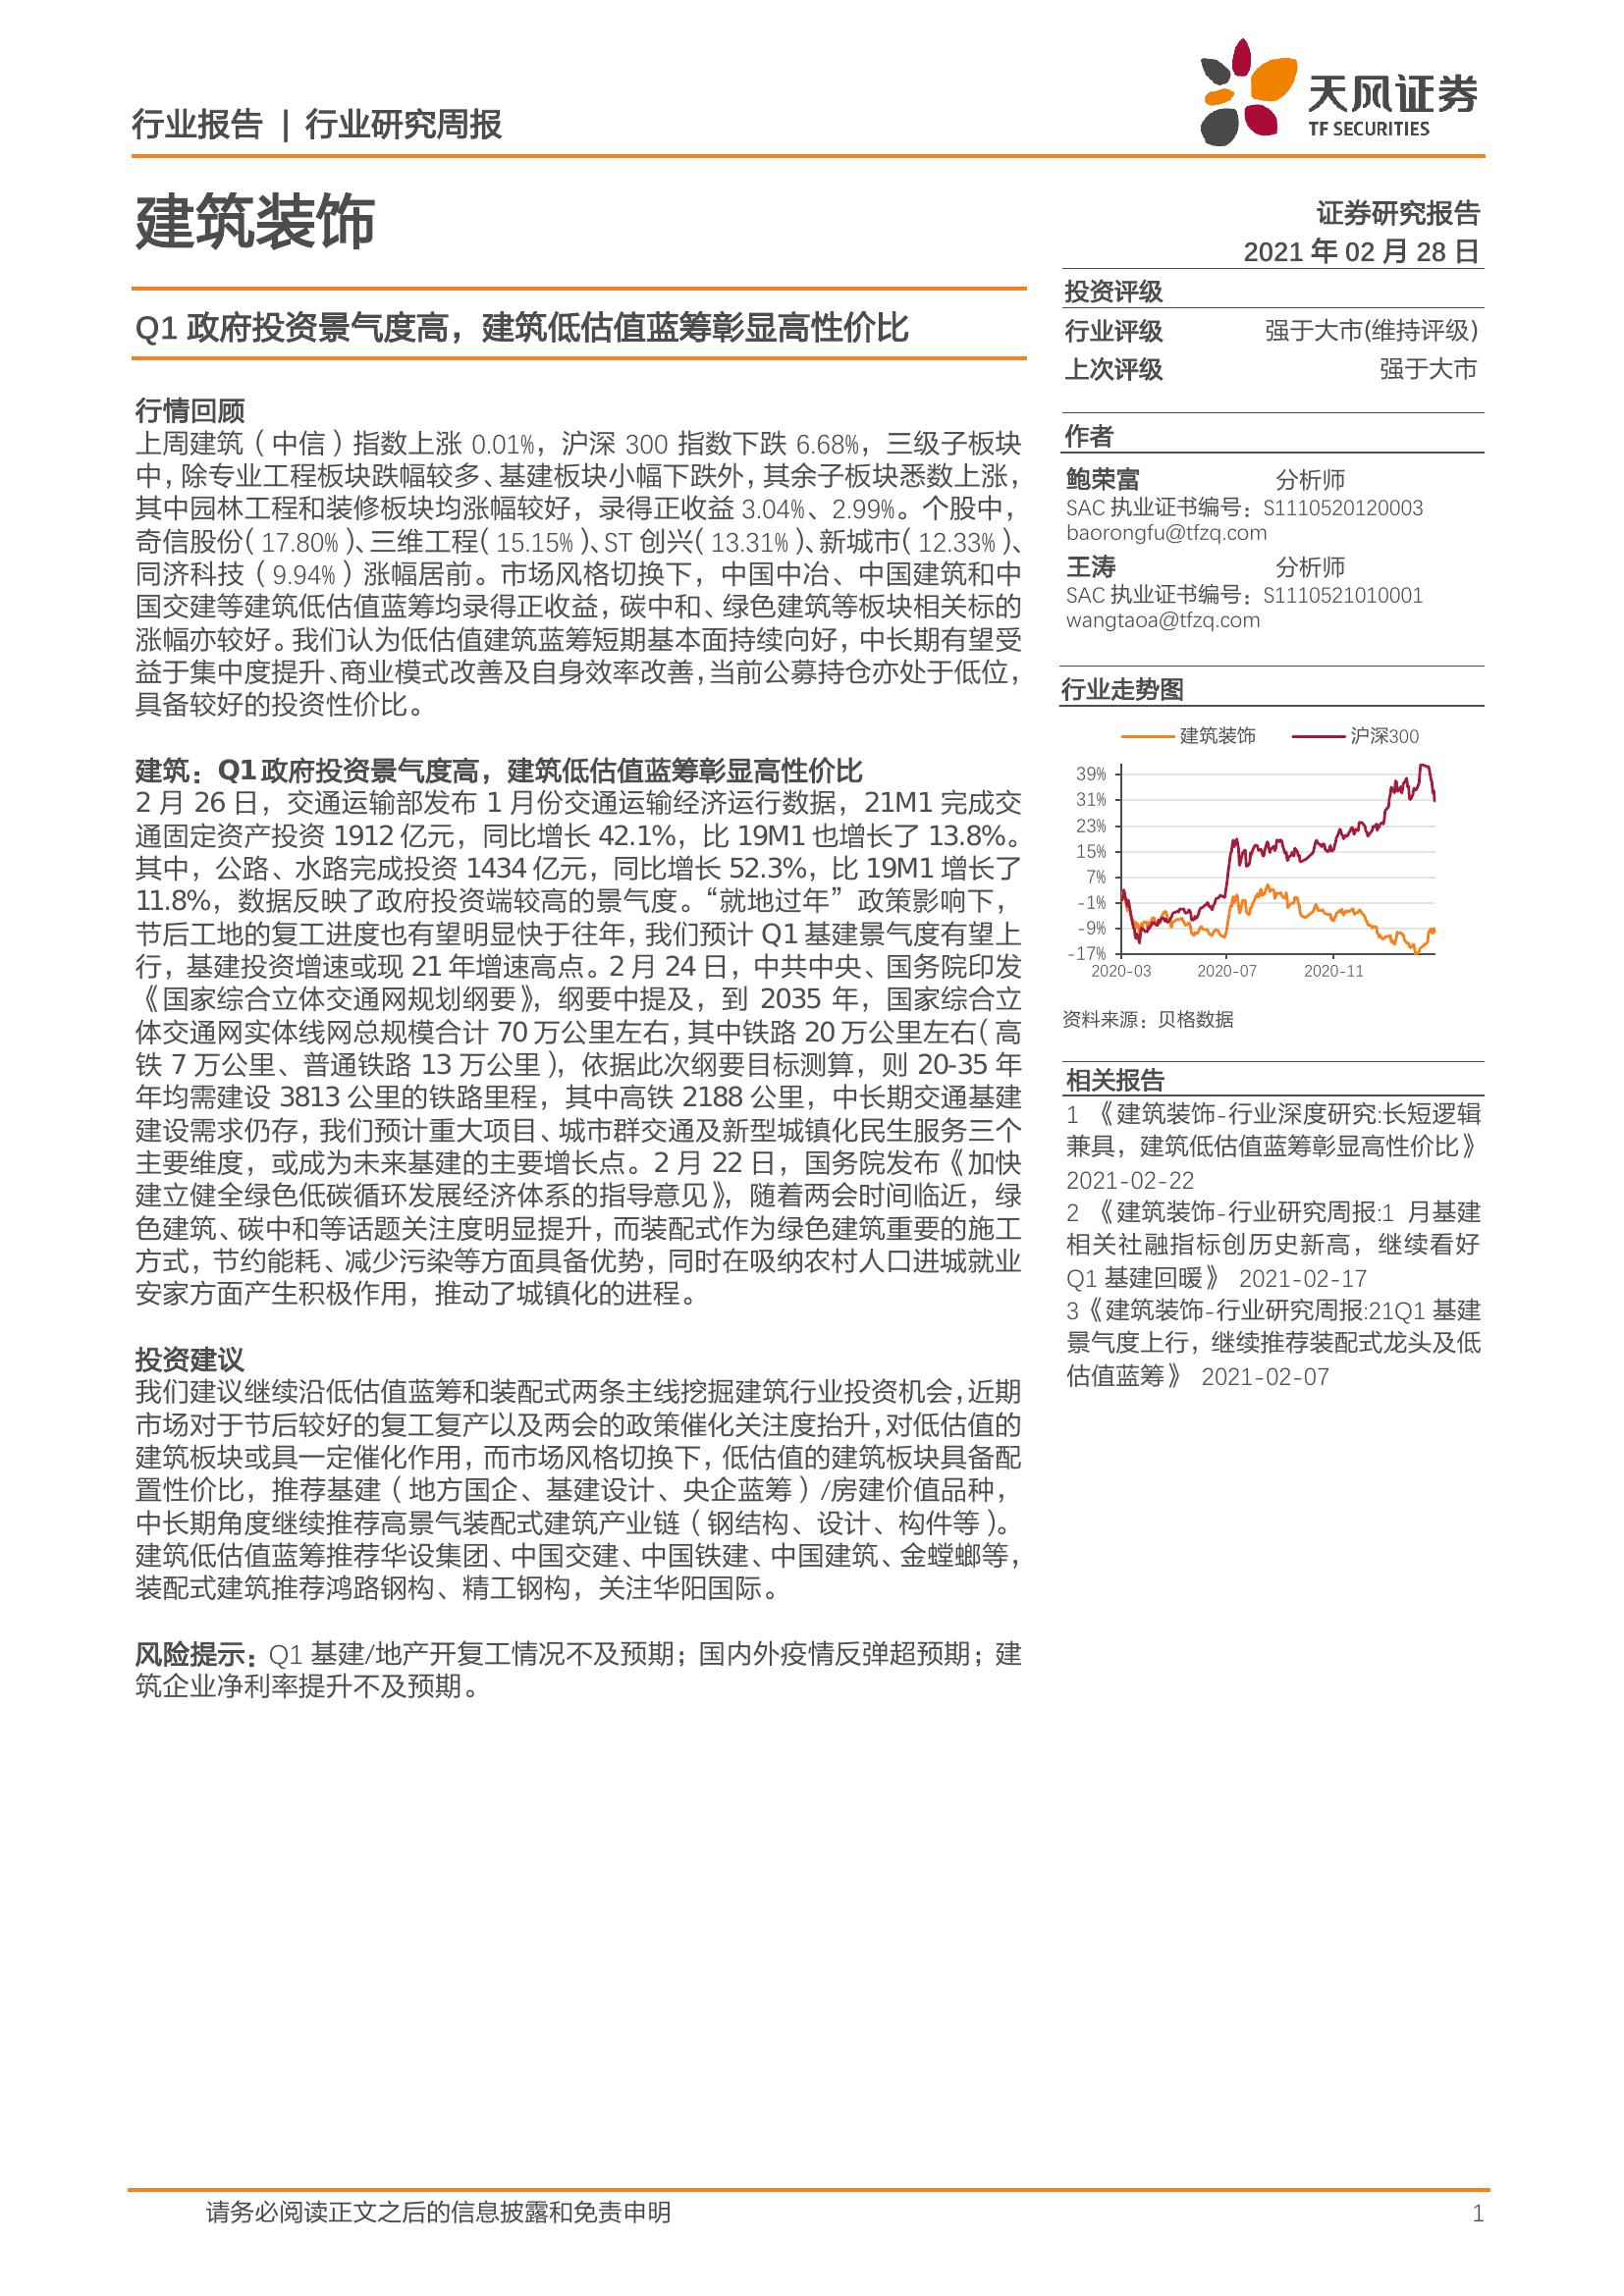 行业报告 | 行业研究周报
天风证券
TF SECURITIES
建筑装饰
证券研究报告
2021 年 02 月 28 日
Q1 政府投资景气度高，建筑低估值蓝筹彰显高性价比
行情回顾
上周建筑（中信）指数上涨 0.01%，沪深 300 指数下跌 6.68%，三级子板块
中，除专业工程板块跌幅较多、基建板块小幅下跌外，其余子板块悉数上涨，
其中园林工程和装修板块均涨幅较好，录得正收益 3.04%、2.99%。个股中，
奇信股份（17.80%）、三维工程（15.15%）、ST 创兴（13.31%）、新城市（12.33%）、
同济科技（9.94%）涨幅居前。市场风格切换下，中国中冶、中国建筑和中
国交建等建筑低估值蓝筹均录得正收益，碳中和、绿色建筑等板块相关标的
涨幅亦较好。我们认为低估值建筑蓝筹短期基本面持续向好，中长期有望受
益于集中度提升、商业模式改善及自身效率改善，当前公募持仓亦处于低位，
具备较好的投资性价比。
建筑：Q1 政府投资景气度高，建筑低估值蓝筹彰显高性价比
2 月 26 日，交通运输部发布 1 月份交通运输经济运行数据，21M1 完成交
通固定资产投资 1912 亿元，同比增长 42.1%，比 19M1 也增长了 13.8%。
其中，公路、水路完成投资 1434 亿元，同比增长 52.3%，比 19M1 增长了
11.8%，数据反映了政府投资端较高的景气度。“就地过年”政策影响下，
节后工地的复工进度也有望明显快于往年，我们预计 Q1 基建景气度有望上
行，基建投资增速或现 21 年增速高点。2 月 24 日，中共中央、国务院印发
《国家综合立体交通网规划纲要》，纲要中提及，到 2035 年，国家综合立
体交通网实体线网总规模合计 70 万公里左右，其中铁路 20 万公里左右（高
铁 7 万公里、普通铁路 13 万公里），依据此次纲要目标测算，则 20-35 年
年均需建设 3813 公里的铁路里程，其中高铁 2188 公里，中长期交通基建
建设需求仍存，我们预计重大项目、城市群交通及新型城镇化民生服务三个
主要维度，或成为未来基建的主要增长点。2 月 22 日，国务院发布《加快
建立健全绿色低碳循环发展经济体系的指导意见》，随着两会时间临近，绿
色建筑、碳中和等话题关注度明显提升，而装配式作为绿色建筑重要的施工
方式，节约能耗、减少污染等方面具备优势，同时在吸纳农村人口进城就业
安家方面产生积极作用，推动了城镇化的进程。
投资建议
我们建议继续沿低估值蓝筹和装配式两条主线挖掘建筑行业投资机会，近期
市场对于节后较好的复工复产以及两会的政策催化关注度抬升，对低估值的
建筑板块或具一定催化作用，而市场风格切换下，低估值的建筑板块具备配
置性价比，推荐基建（地方国企、基建设计、央企蓝筹）/房建价值品种，
中长期角度继续推荐高景气装配式建筑产业链（钢结构、设计、构件等）。
建筑低估值蓝筹推荐华设集团、中国交建、中国铁建、中国建筑、金螳螂等，
装配式建筑推荐鸿路钢构、精工钢构，关注华阳国际。
风险提示：Q1 基建/地产开复工情况不及预期；国内外疫情反弹超预期；建
筑企业净利率提升不及预期。
投资评级
行业评级 强于大市(维持评级)
上次评级 强于大市
作者
鲍荣富 分析师
SAC 执业证书编号：S1110520120003
baorongfu@tfzq.com
王涛 分析师
SAC 执业证书编号：S1110521010001
wangtaoa@tfzq.com
行业走势图
建筑装饰 沪深300
39%
31%
23%
15%
7%
-1%
-9%
-17%
2020-03 2020-07 2020-11
资料来源：贝格数据
相关报告
1 《建筑装饰-行业深度研究:长短逻辑
兼具，建筑低估值蓝筹彰显高性价比》
2021-02-22
2 《建筑装饰-行业研究周报:1 月基建
相关社融指标创历史新高，继续看好
Q1 基建回暖》 2021-02-17
3《建筑装饰-行业研究周报:21Q1 基建
景气度上行，继续推荐装配式龙头及低
估值蓝筹》 2021-02-07
请务必阅读正文之后的信息披露和免责申明
1